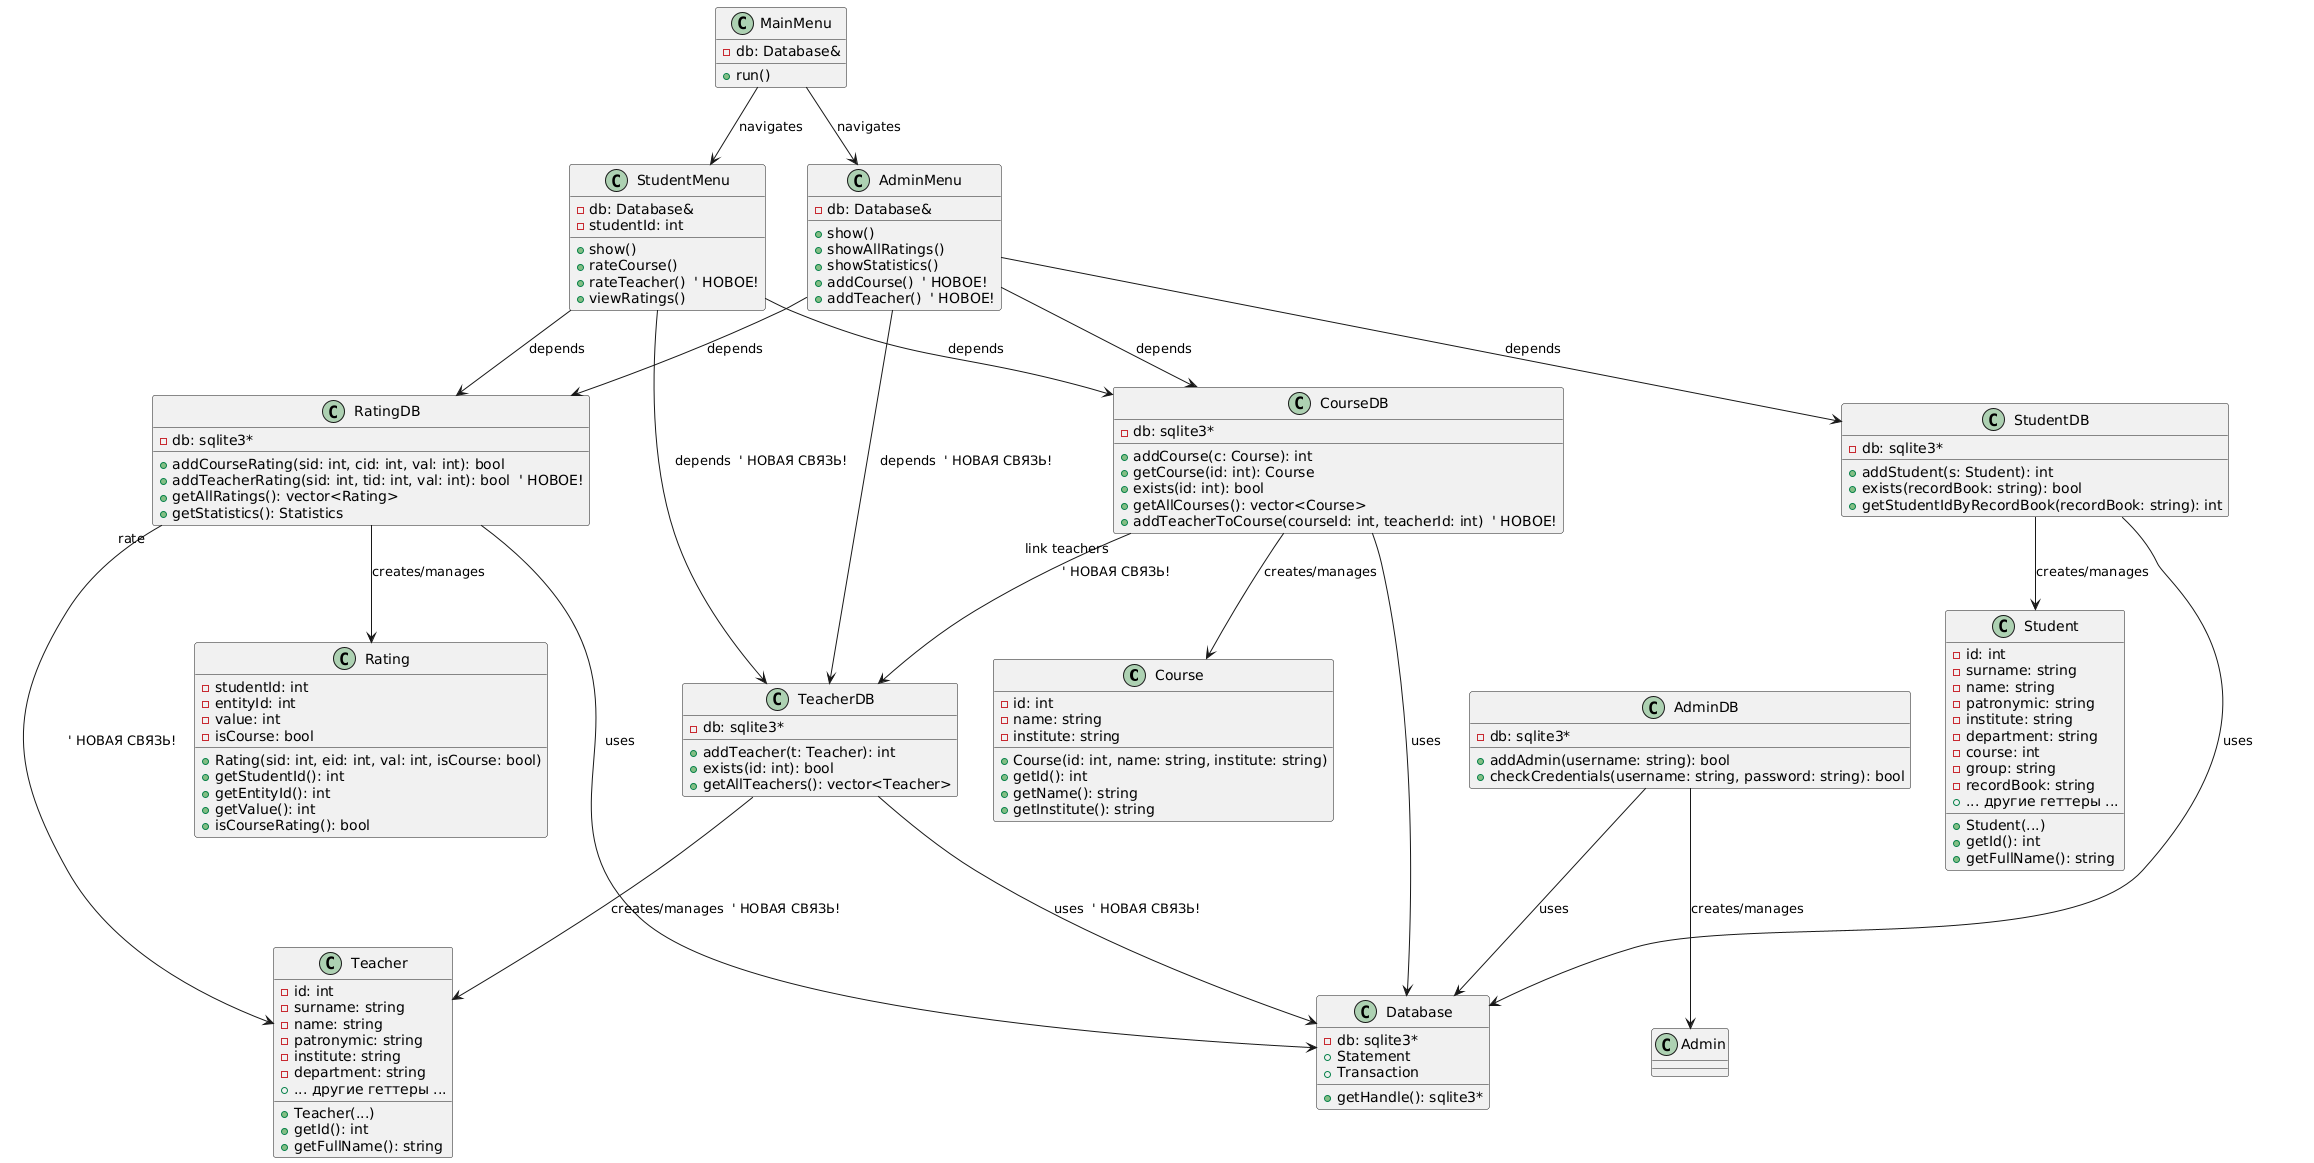 MainMenu
db: Database&
run()
navigates
navigates
StudentMenu
db: Database&
studentId: int
show()
rateCourse()
rateTeacher()  ' НОВОЕ!
viewRatings()
AdminMenu
db: Database&
show()
showAllRatings()
showStatistics()
addCourse()  ' НОВОЕ!
addTeacher()  ' НОВОЕ!
depends
depends
depends
depends
depends
depends  ' НОВАЯ СВЯЗЬ!
depends  ' НОВАЯ СВЯЗЬ!
RatingDB
db: sqlite3*
addCourseRating(sid: int, cid: int, val: int): bool
addTeacherRating(sid: int, tid: int, val: int): bool  ' НОВОЕ!
getAllRatings(): vector<Rating>
getStatistics(): Statistics
CourseDB
db: sqlite3*
addCourse(c: Course): int
getCourse(id: int): Course
exists(id: int): bool
getAllCourses(): vector<Course>
addTeacherToCourse(courseId: int, teacherId: int)  ' НОВОЕ!
StudentDB
db: sqlite3*
addStudent(s: Student): int
exists(recordBook: string): bool
getStudentIdByRecordBook(recordBook: string): int
rate
creates/manages
link teachers
' НОВАЯ СВЯЗЬ!
creates/manages
creates/manages
Rating
studentId: int
entityId: int
value: int
isCourse: bool
Rating(sid: int, eid: int, val: int, isCourse: bool)
getStudentId(): int
getEntityId(): int
getValue(): int
isCourseRating(): bool
' НОВАЯ СВЯЗЬ!
uses
TeacherDB
db: sqlite3*
addTeacher(t: Teacher): int
exists(id: int): bool
getAllTeachers(): vector<Teacher>
Course
id: int
name: string
institute: string
Course(id: int, name: string, institute: string)
getId(): int
getName(): string
getInstitute(): string
uses
AdminDB
db: sqlite3*
addAdmin(username: string): bool
checkCredentials(username: string, password: string): bool
Student
id: int
surname: string
name: string
patronymic: string
institute: string
department: string
course: int
group: string
recordBook: string
... другие геттеры ...
Student(...)
getId(): int
getFullName(): string
uses
creates/manages  ' НОВАЯ СВЯЗЬ!
uses  ' НОВАЯ СВЯЗЬ!
uses
creates/manages
Teacher
id: int
surname: string
name: string
patronymic: string
institute: string
department: string
... другие геттеры ...
Teacher(...)
getId(): int
getFullName(): string
Database
db: sqlite3*
Statement
Transaction
getHandle(): sqlite3*
Admin